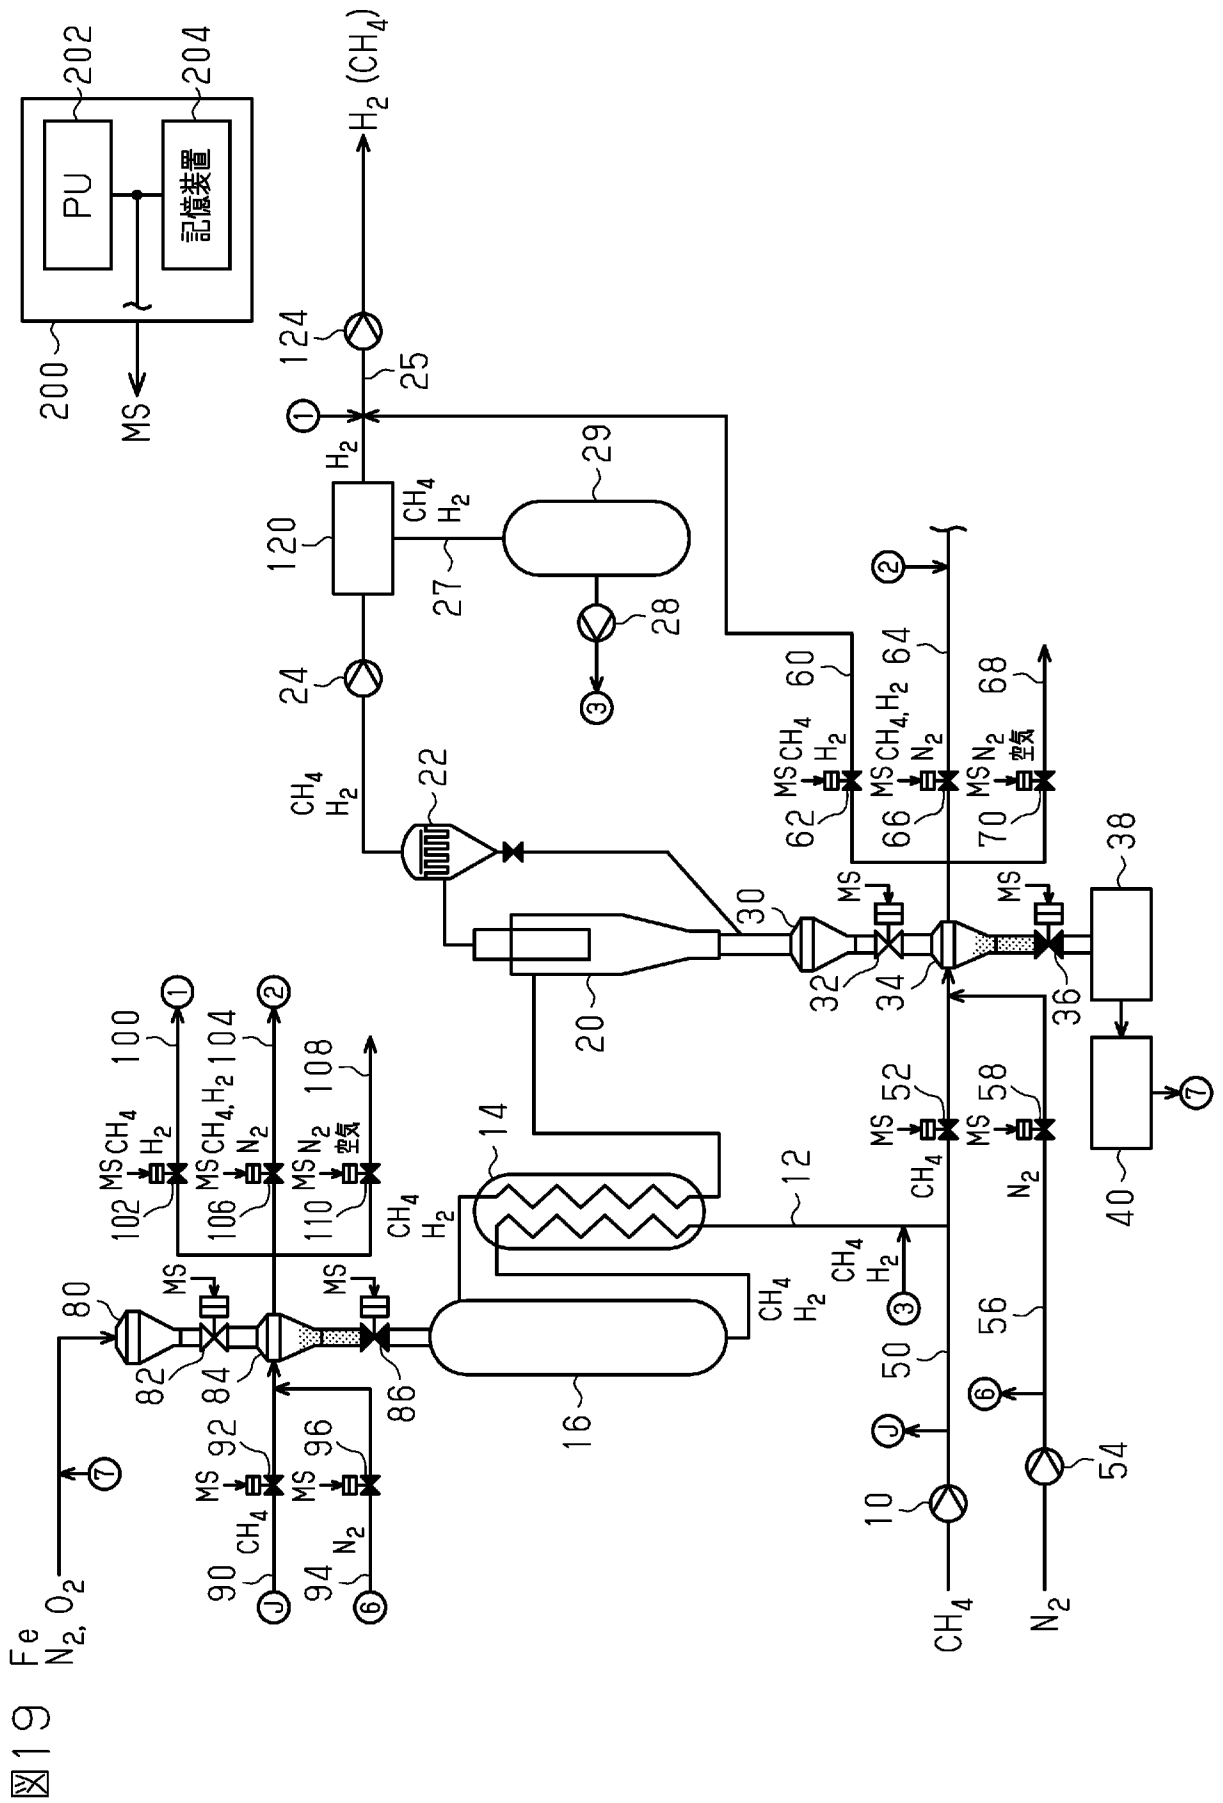 図19
Fe
N2, O2
⑦
80
82
84
86
MS
MS
90
Ⓙ
CH4
MS
92
94
⑥
N2
MS
96
102
MS CH4
H2
100
①
106
MS CH4, H2
N2
104
②
110
MS N2
空気
108
200
PU
202
記憶装置
204
MS
16
CH4
H2
14
CH4
H2
12
20
22
CH4
H2
24
120
H2
①
25
124
H2 (CH4)
CH4
H2
27
29
28
③
CH4
H2
③
30
32
MS
34
36
MS
38
40
⑦
62
MS CH4
H2
60
66
MS CH4, H2
N2
64
②
70
MS N2
空気
68
CH4
10
Ⓙ
50
CH4
MS
52
N2
54
⑥
56
N2
MS
58